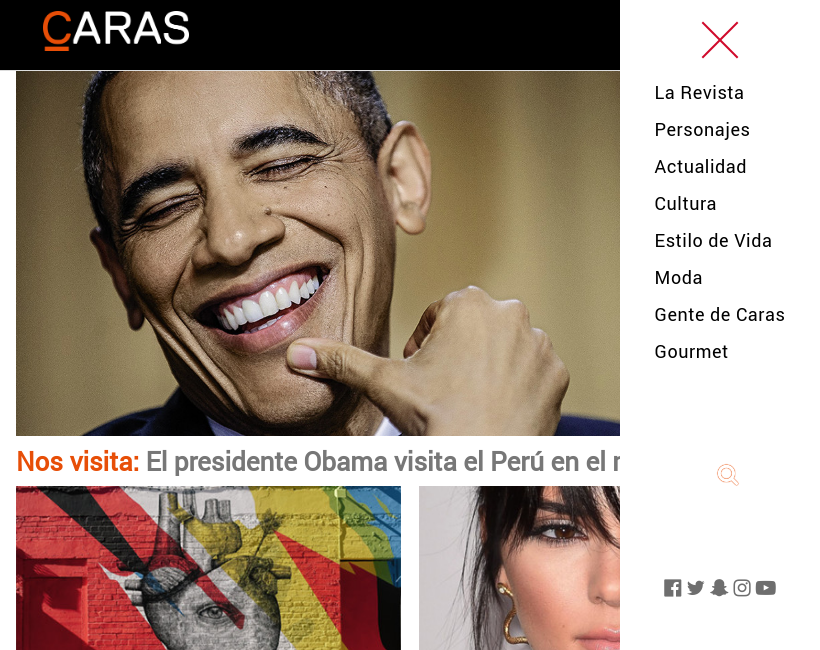 CARAS
La Revista
Personajes
Actualidad
Cultura
Estilo de Vida
Moda
Gente de Caras
Gourmet
Nos visita: El presidente Obama visita el Perú en el